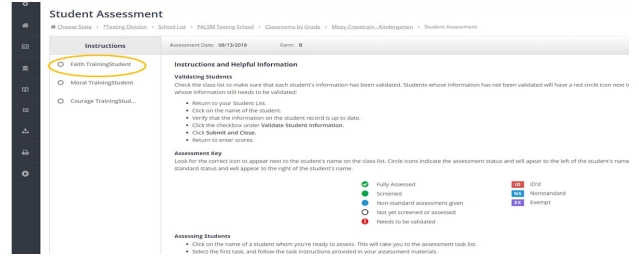 Student Assessment
Choose State • *Testing Division • School List • PALSM Testing School • Classrooms by Grade • Missy Crosstrain - Kindergarten • Student Assessment
Instructions
Assessment Date: 08/13/2018 Form: B
Faith TrainingStudent
Moral TrainingStudent
Courage TrainingStud...
Instructions and Helpful Information
Validating Students
Check the class list to make sure that each student's information has been validated. Students whose information has not been validated will have a red circle icon next t
whose information still needs to be validated:
• Return to your Student List.
• Click on the name of the student.
• Verify that the information on the student record is up to date.
• Click the checkbox under Validate Student Information.
• Click Submit and Close.
• Return to enter scores.
Assessment Key
Look for the correct icon to appear next to the student's name on the class list. Circle icons indicate the assessment status and will apear to the left of the student's name
standard status and will appear to the right of the student's name.
Fully Assessed ID ID'd
Screened NS Nonstandard
Non-standard assessment given EX Exempt
Not yet screened or assessed
Needs to be validated
Assessing Students
• Click on the name of a student whom you're ready to assess. This will take you to the assessment task list.
• Select the first task, and follow the task instructions provided in your assessment materials.